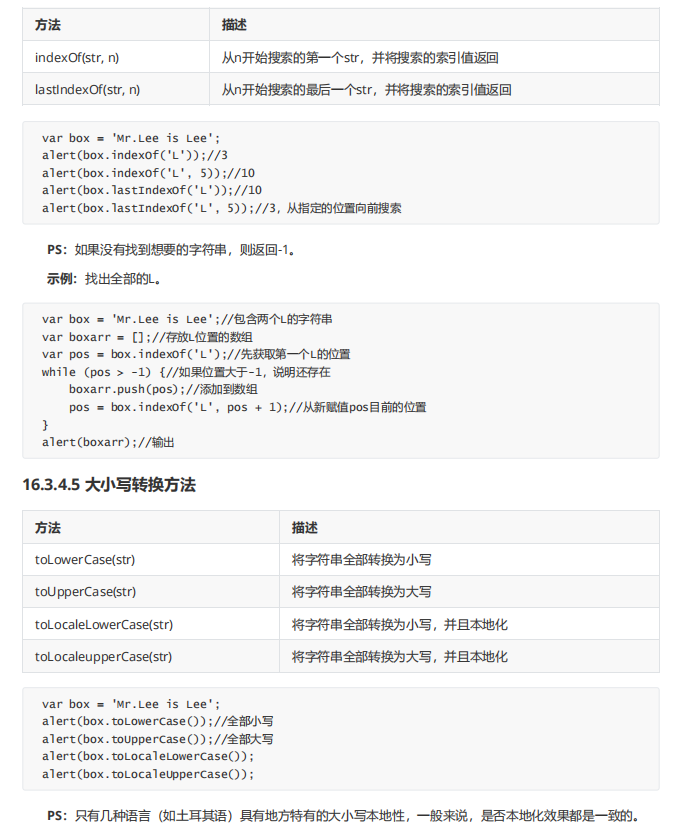 方法 描述
indexOf(str, n) 从n开始搜索的第一个str，并将搜索的索引值返回
lastIndexOf(str, n) 从n开始搜索的最后一个str，并将搜索的索引值返回
var box = 'Mr.Lee is Lee';
alert(box.indexOf('L'));//3
alert(box.indexOf('L', 5));//10
alert(box.lastIndexOf('L'));//10
alert(box.lastIndexOf('L', 5));//3，从指定的位置向前搜索
PS：如果没有找到想要的字符串，则返回-1。
示例：找出全部的L。
var box = 'Mr.Lee is Lee';//包含两个L的字符串
var boxarr = [];//存放L位置的数组
var pos = box.indexOf('L');//先获取第一个L的位置
while (pos > -1) {//如果位置大于-1，说明还存在
    boxarr.push(pos);//添加到数组
    pos = box.indexOf('L', pos + 1);//从新赋值pos目前的位置
}
alert(boxarr);//输出
16.3.4.5 大小写转换方法
方法 描述
toLowerCase(str) 将字符串全部转换为小写
toUpperCase(str) 将字符串全部转换为大写
toLocaleLowerCase(str) 将字符串全部转换为小写，并且本地化
toLocaleupperCase(str) 将字符串全部转换为大写，并且本地化
var box = 'Mr.Lee is Lee';
alert(box.toLowerCase());//全部小写
alert(box.toUpperCase());//全部大写
alert(box.toLocaleLowerCase());
alert(box.toLocaleUpperCase());
PS：只有几种语言（如土耳其语）具有地方特有的大小写本地性，一般来说，是否本地化效果都是一致的。